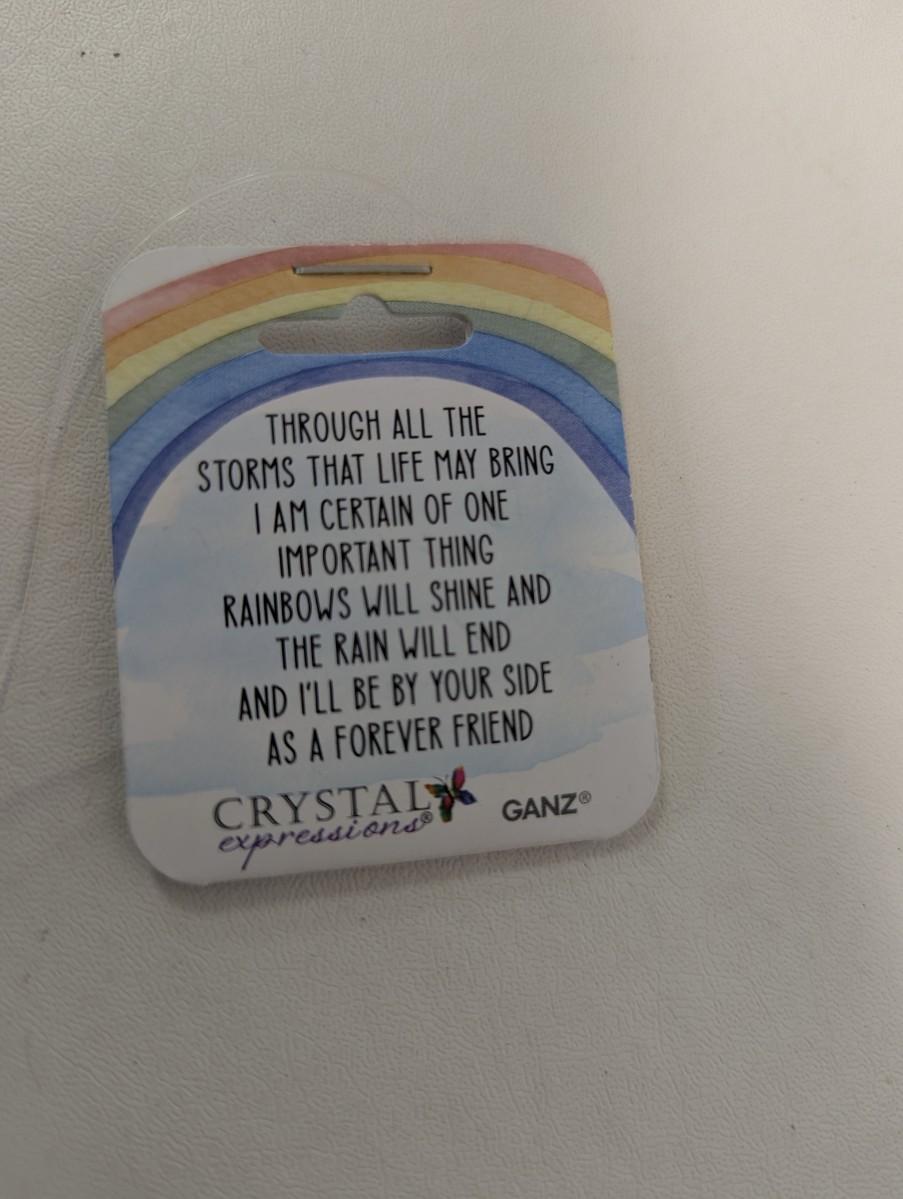 THROUGH ALL THE
STORMS THAT LIFE MAY BRING
I AM CERTAIN OF ONE
IMPORTANT THING
RAINBOWS WILL SHINE AND
THE RAIN WILL END
AND I'LL BE BY YOUR SIDE
AS A FOREVER FRIEND
CRYSTAL
expressions®
GANZ®